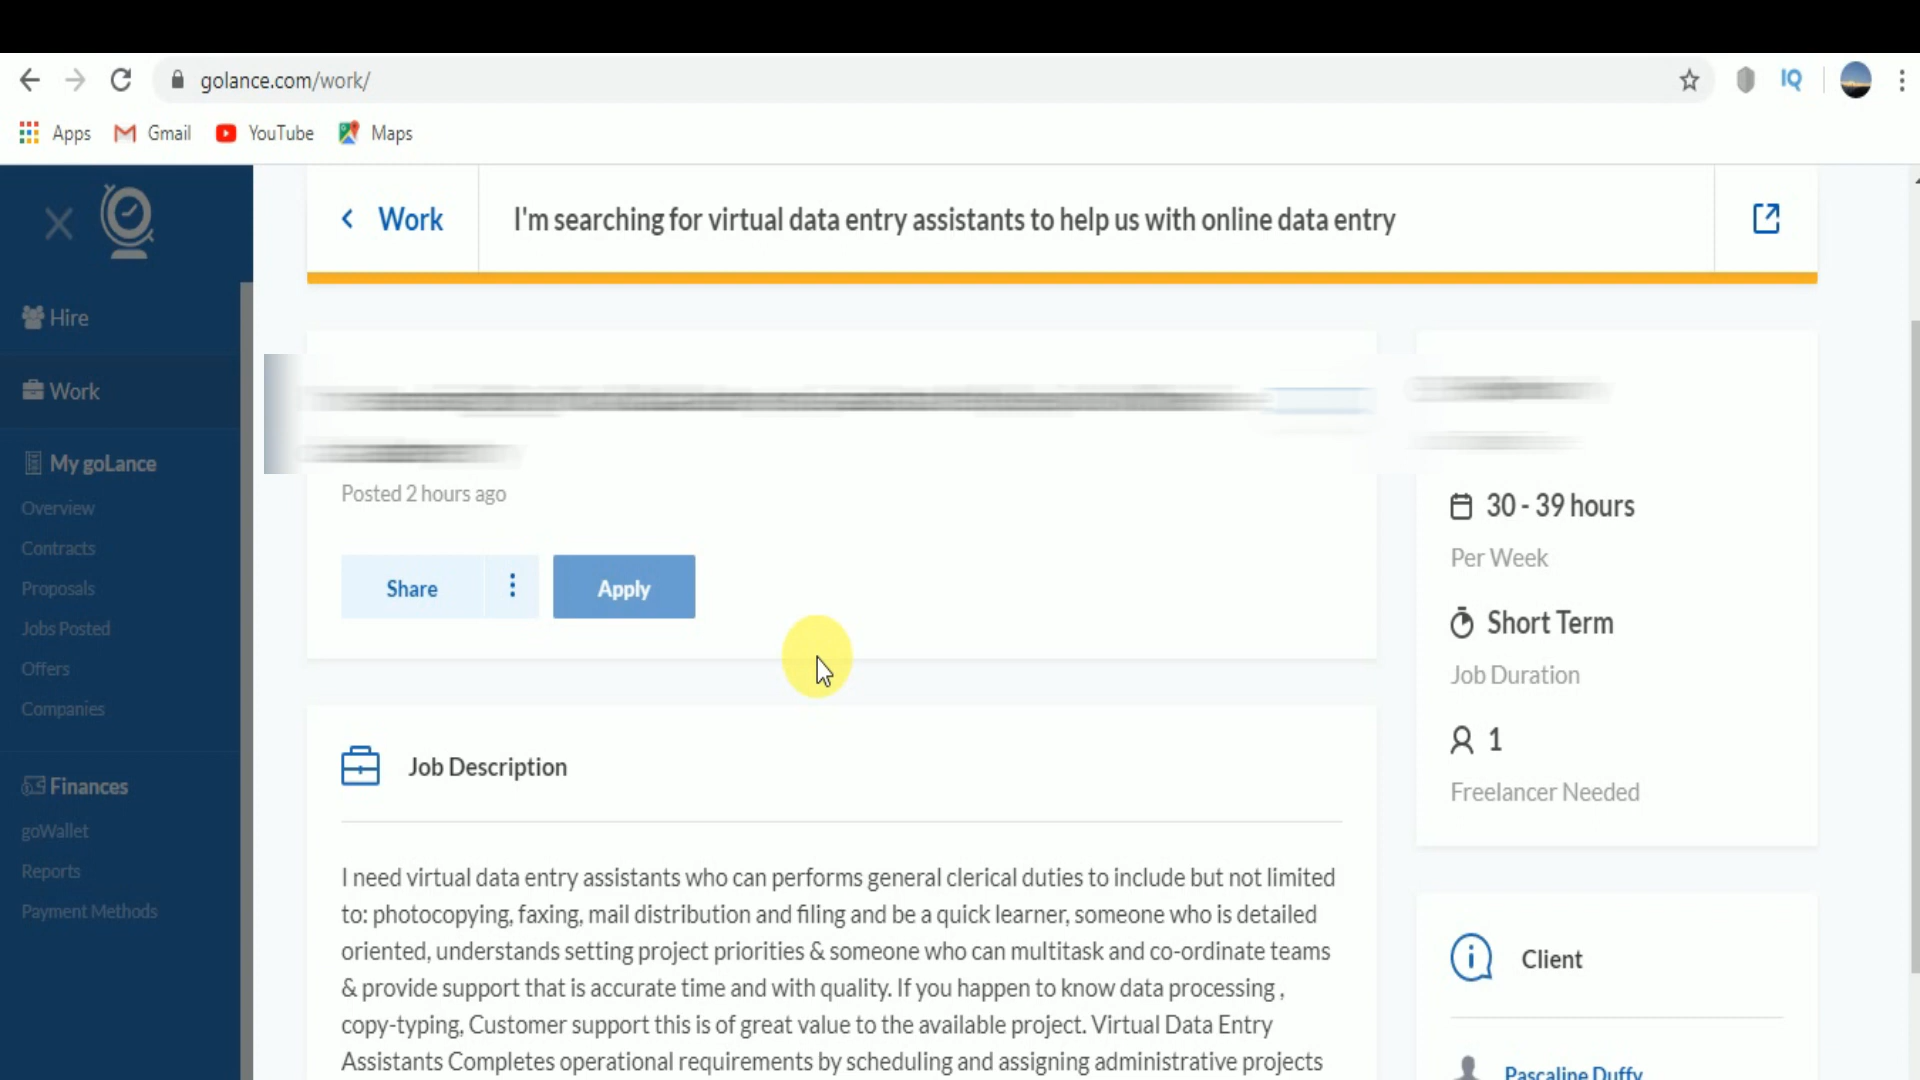 golance.com/work/
IQ
Apps Gmail YouTube Maps
Work I'm searching for virtual data entry assistants to help us with online data entry
Hire
Work
My goLance
Overview
Contracts
Proposals
Jobs Posted
Offers
Companies
Finances
goWallet
Reports
Payment Methods
Posted 2 hours ago
Share Apply
Job Description
I need virtual data entry assistants who can performs general clerical duties to include but not limited
to: photocopying, faxing, mail distribution and filing and be a quick learner, someone who is detailed
oriented, understands setting project priorities & someone who can multitask and co-ordinate teams
& provide support that is accurate time and with quality. If you happen to know data processing ,
copy-typing, Customer support this is of great value to the available project. Virtual Data Entry
Assistants Completes operational requirements by scheduling and assigning administrative projects
30 - 39 hours
Per Week
Short Term
Job Duration
1
Freelancer Needed
Client
Pascaline Duffy